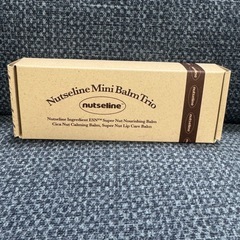 Nutseline Mini Balm Trio
nutseline
Nutseline Ingredient ESN™ Super Nut Nourishing Balm
Cica Nut Calming Balm, Super Nut Lip Care Balm